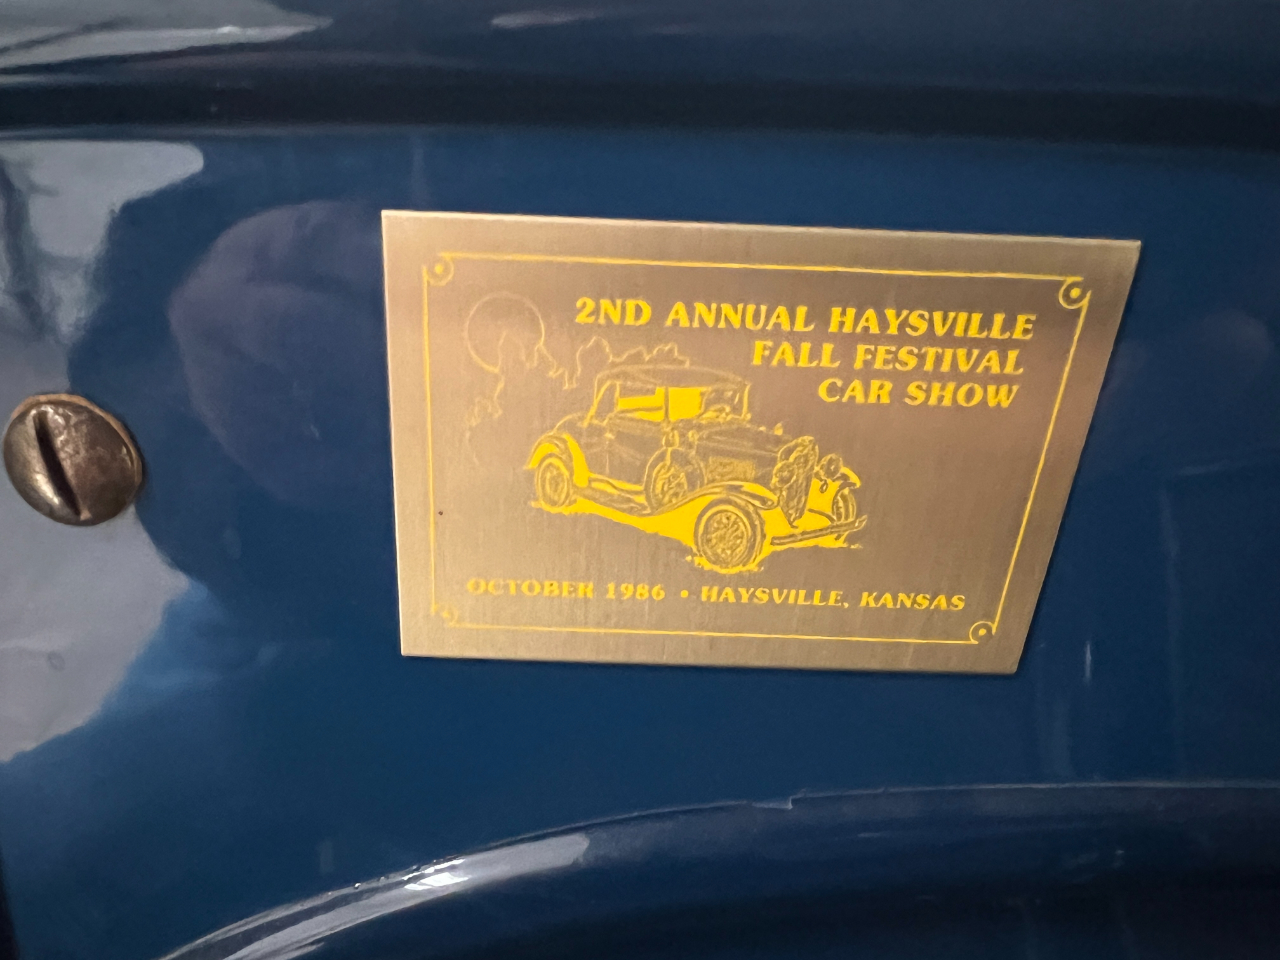 2ND ANNUAL HAYSVILLE
FALL FESTIVAL
CAR SHOW
OCTOBER 1986 • HAYSVILLE, KANSAS